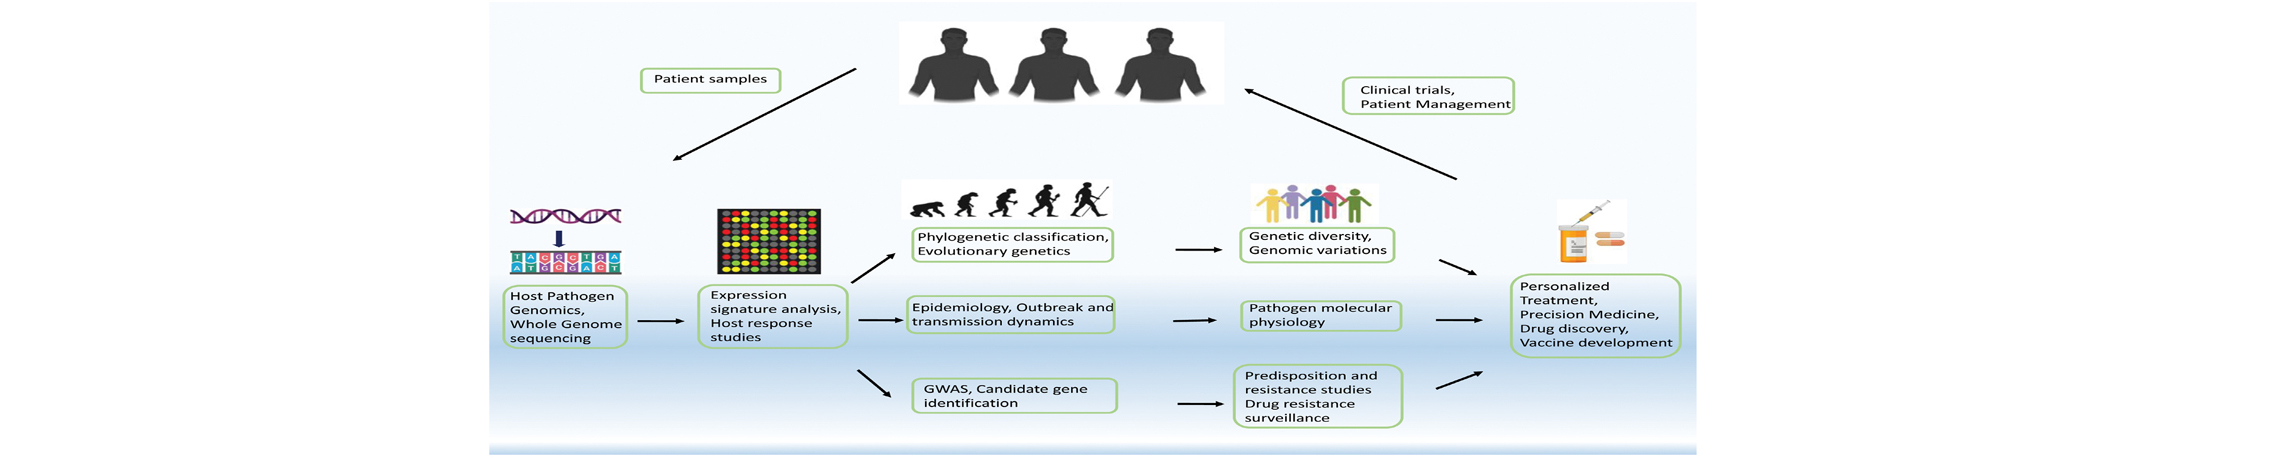 Patient samples
Clinical trials,
Patient Management
T A C G C T G A
A T G C G A C T
Host Pathogen
Genomics,
Whole Genome
sequencing
Expression
signature analysis,
Host response
studies
Phylogenetic classification,
Evolutionary genetics
Epidemiology, Outbreak and
transmission dynamics
GWAS, Candidate gene
identification
Genetic diversity,
Genomic variations
Pathogen molecular
physiology
Predisposition and
resistance studies
Drug resistance
surveillance
Personalized
Treatment,
Precision Medicine,
Drug discovery,
Vaccine development